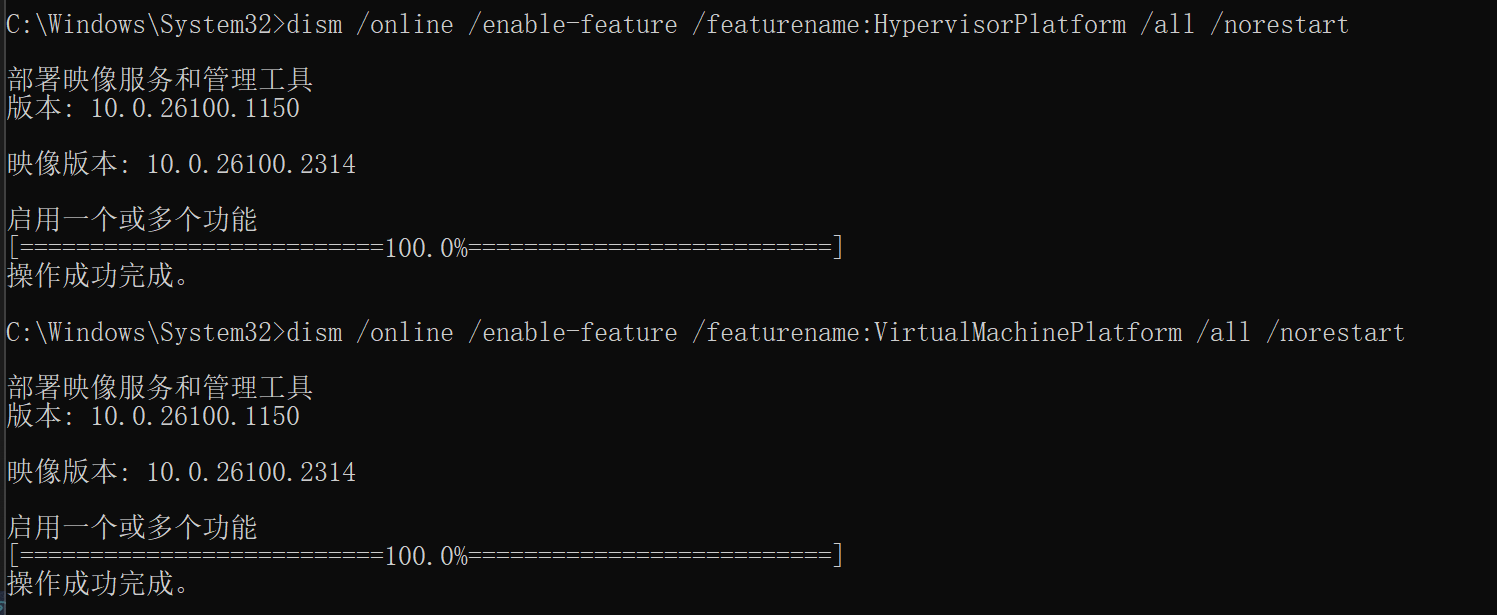 C:\Windows\System32>dism /online /enable-feature /featurename:HypervisorPlatform /all /norestart
部署映像服务和管理工具
版本: 10.0.26100.1150
映像版本: 10.0.26100.2314
启用一个或多个功能
[==========================100.0%==========================]
操作成功完成。
C:\Windows\System32>dism /online /enable-feature /featurename:VirtualMachinePlatform /all /norestart
部署映像服务和管理工具
版本: 10.0.26100.1150
映像版本: 10.0.26100.2314
启用一个或多个功能
[==========================100.0%==========================]
操作成功完成。